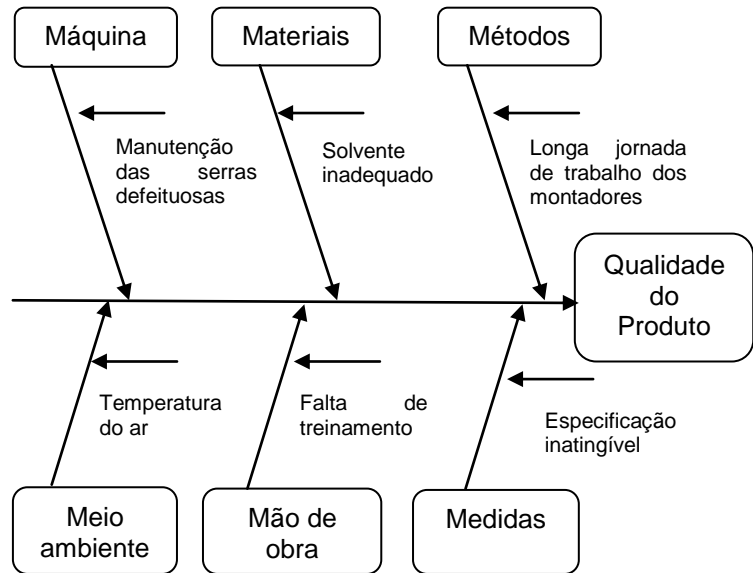 Máquina
Materiais
Métodos
Manutenção
das serras
defeituosas
Solvente
inadequado
Longa jornada
de trabalho dos
montadores
Qualidade
do
Produto
Temperatura
do ar
Falta de
treinamento
Especificação
inatingível
Meio
ambiente
Mão de
obra
Medidas